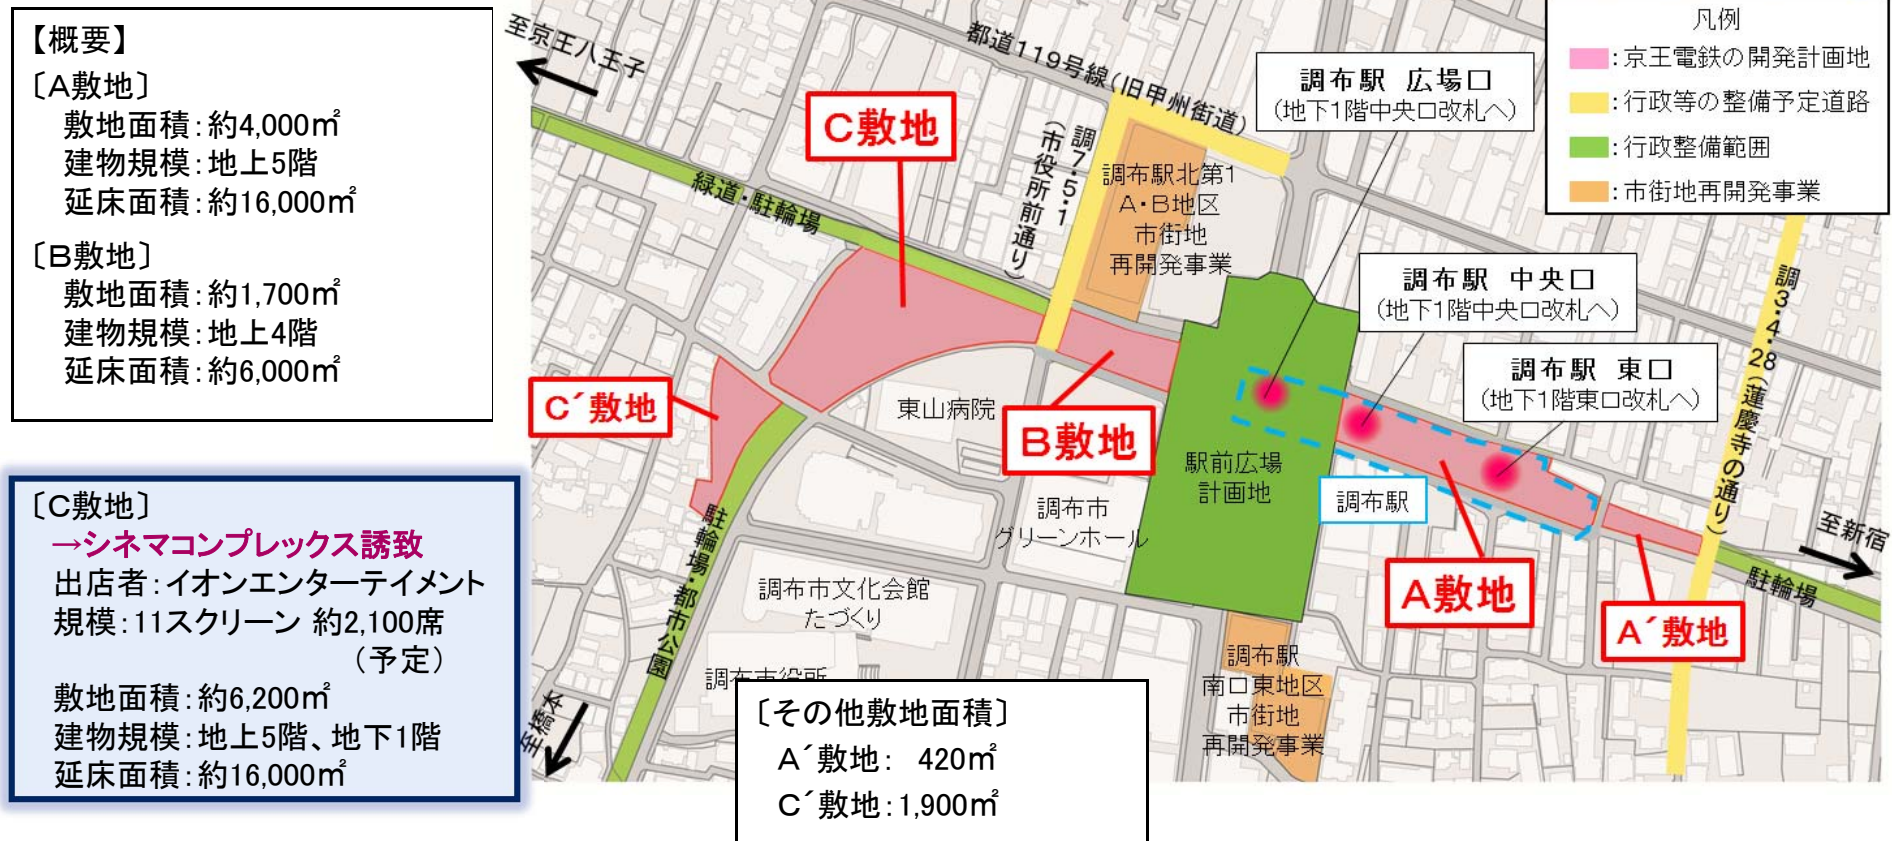 【概要】
〔A敷地〕
敷地面積：約4,000㎡
建物規模：地上5階
延床面積：約16,000㎡
〔B敷地〕
敷地面積：約1,700㎡
建物規模：地上4階
延床面積：約6,000㎡
〔C敷地〕
→シネマコンプレックス誘致
出店者：イオンエンターテイメント
規模：11スクリーン 約2,100席
（予定）
敷地面積：約6,200㎡
建物規模：地上5階、地下1階
延床面積：約16,000㎡
〔その他敷地面積〕
A´敷地： 420㎡
C´敷地：1,900㎡
凡例
：京王電鉄の開発計画地
：行政等の整備予定道路
：行政整備範囲
：市街地再開発事業
至京王八王子
都道119号線（旧甲州街道）
調布駅 広場口
（地下1階中央口改札へ）
C敷地
調7・5・1
（市役所前通り）
調布駅北第1
A・B地区
市街地
再開発事業
緑道・駐輪場
調布駅 中央口
（地下1階中央口改札へ）
調3・4・28（蓮慶寺の通り）
調布駅 東口
（地下1階東口改札へ）
C´敷地
東山病院
B敷地
駅前広場
計画地
調布駅
調布市
グリーンホール
至新宿
駐輪場
A敷地
A´敷地
駐輪場・都市公園
調布市文化会館
たづくり
調布市役所
調布駅
南口東地区
市街地
再開発事業
至橋本